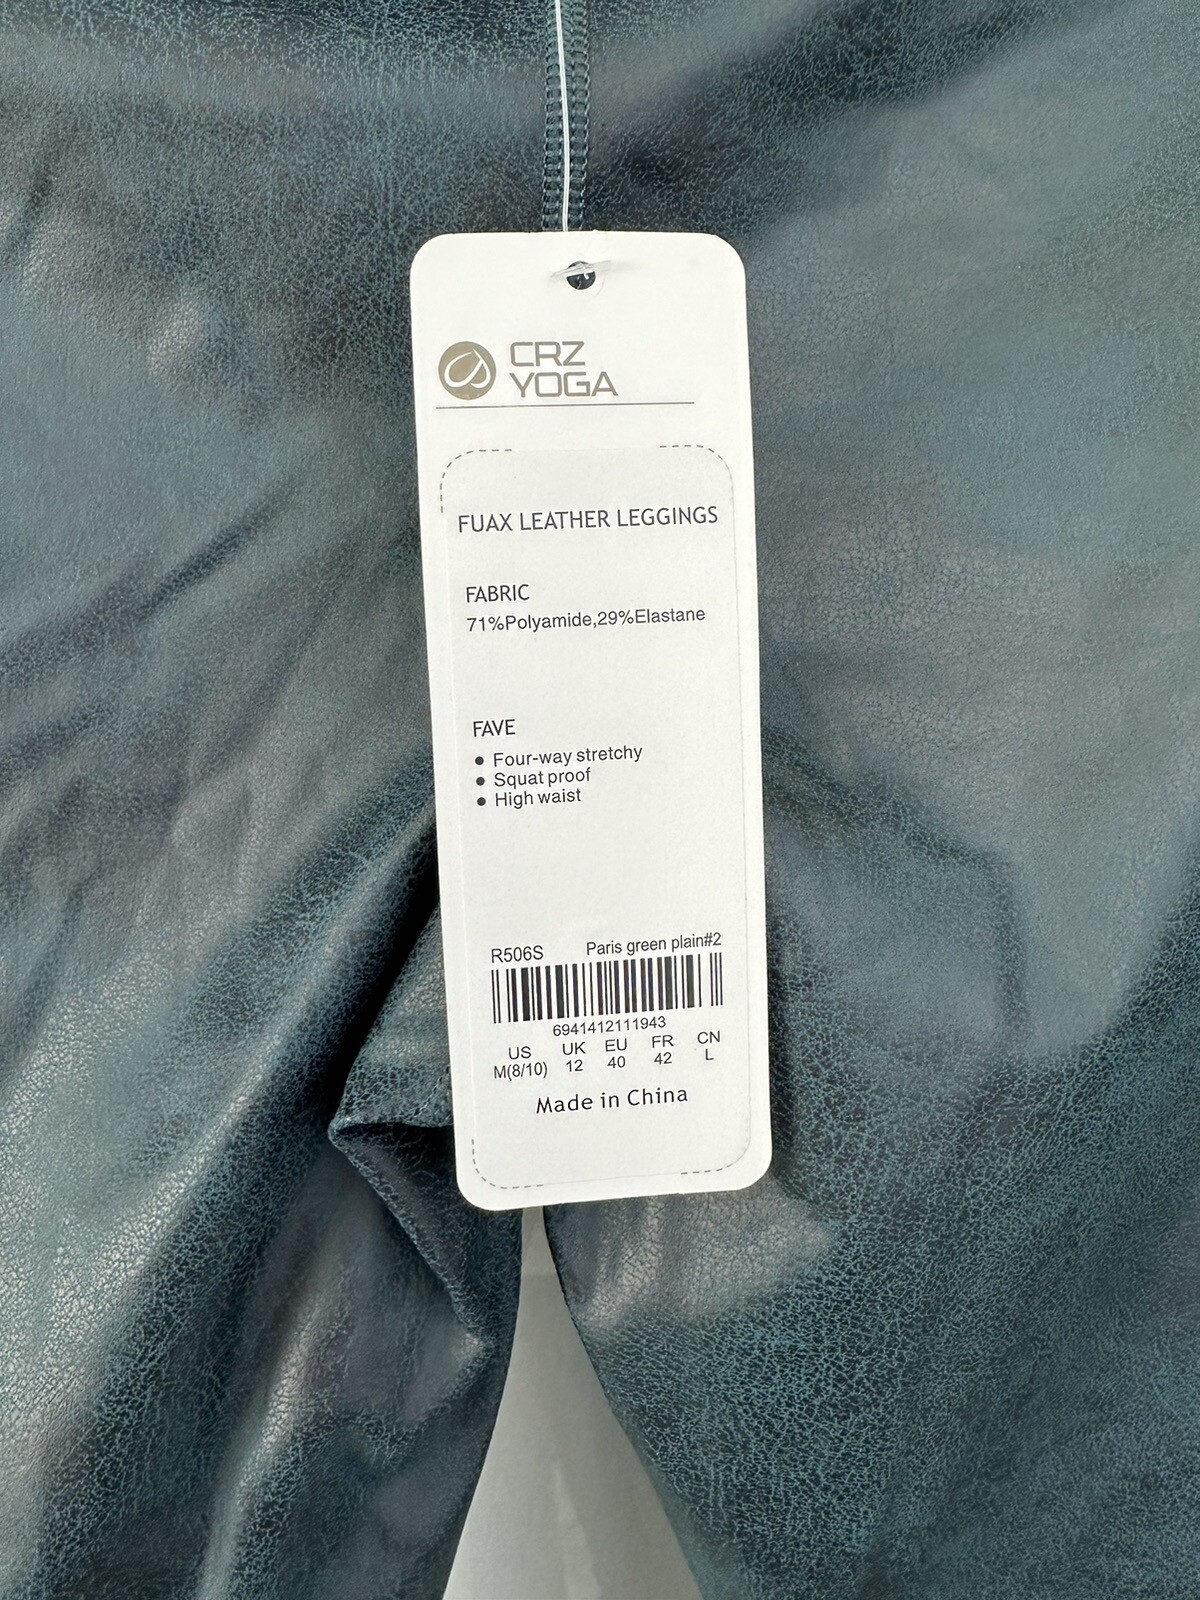 CRZ
YOGA
FUAX LEATHER LEGGINGS
FABRIC
71%Polyamide,29%Elastane
FAVE
● Four-way stretchy
● Squat proof
● High waist
R506S Paris green plain#2
6941412111943
US UK EU FR CN
M(8/10) 12 40 42 L
Made in China